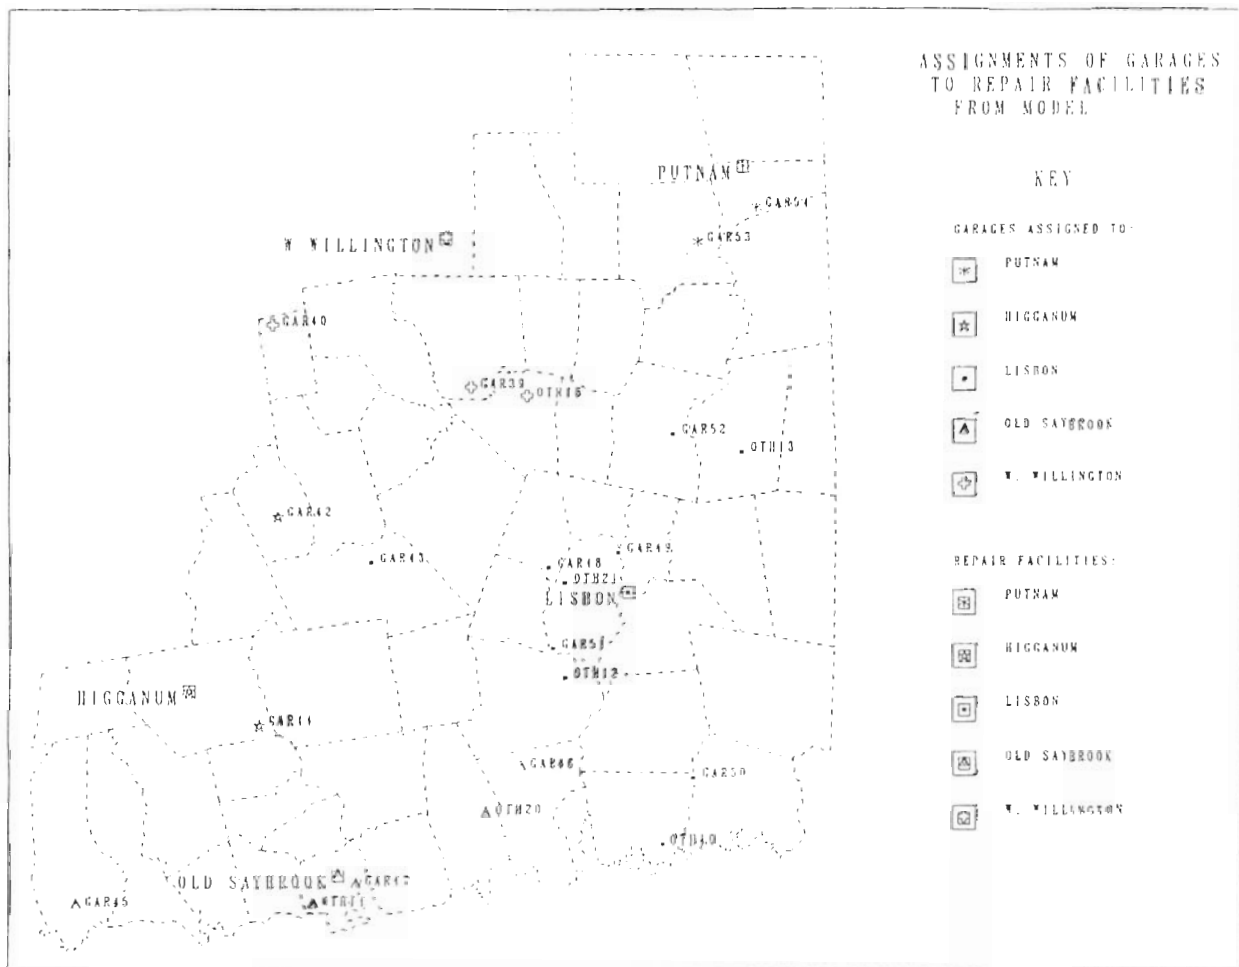 ASSIGNMENTS OF GARAGES
TO REPAIR FACILITIES
FROM MODEL
KEY
GARAGES ASSIGNED TO:
PUTNAM
HIGGANUM
LISBON
OLD SAYBROOK
W. WILLINGTON
REPAIR FACILITIES:
PUTNAM
HIGGANUM
LISBON
OLD SAYBROOK
W. WILLINGTON
PUTNAM
GAR53
W WILLINGTON
GAR40
GAR39
GAR52
OTH13
GAR42
GAR43
GAR49
GAR48
OTH21
LISBON
GAR51
OTH12
HIGGANUM
GAR44
GAR46
GAR50
OTH20
OLD SAYBROOK
GAR47
GAR45